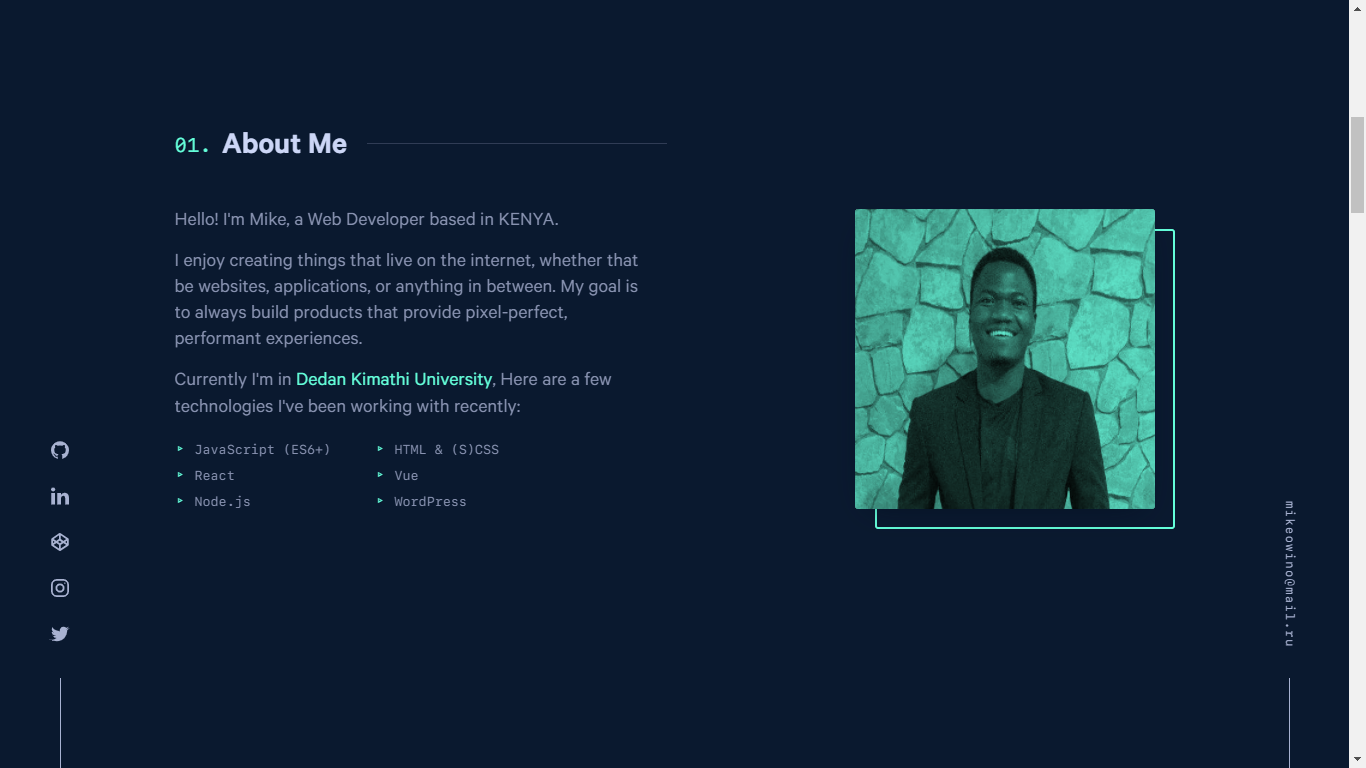 01. About Me
Hello! I'm Mike, a Web Developer based in KENYA.
I enjoy creating things that live on the internet, whether that
be websites, applications, or anything in between. My goal is
to always build products that provide pixel-perfect,
performant experiences.
Currently I'm in Dedan Kimathi University, Here are a few
technologies I've been working with recently:
JavaScript (ES6+)
HTML & (S)CSS
React
Vue
Node.js
WordPress
mikeowino@mail.ru